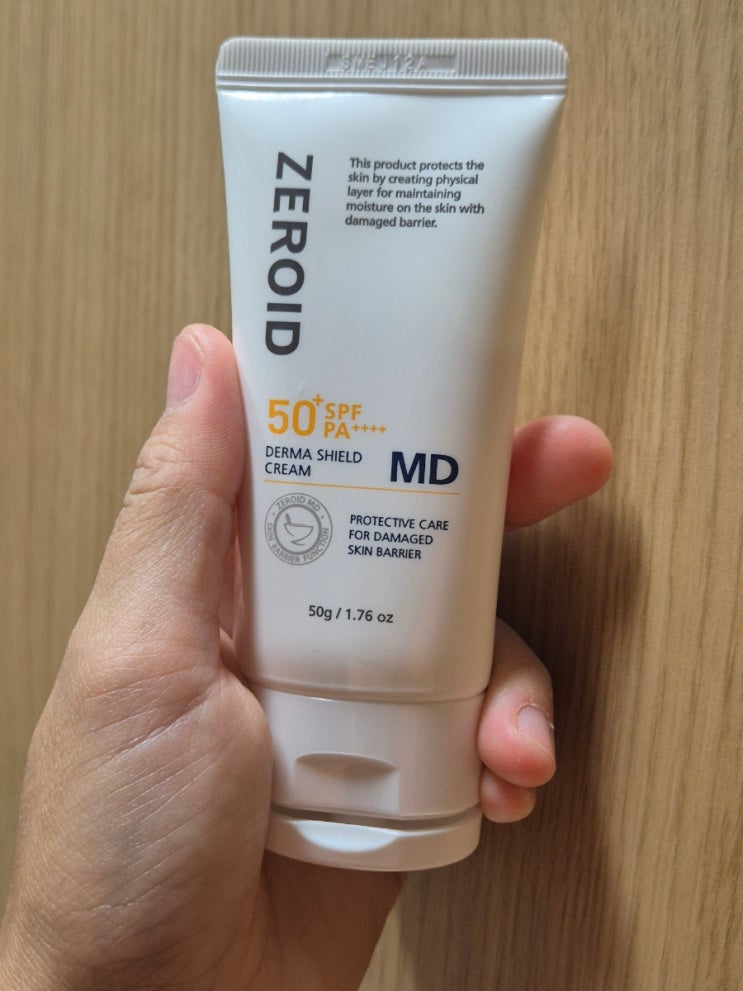 ZEROID
This product protects the
skin by creating physical
layer for maintaining
moisture on the skin with
damaged barrier.
50+ SPF
PA++++
DERMA SHIELD
CREAM
MD
ZEROID MD
SKIN BARRIER FUNCTION
PROTECTIVE CARE
FOR DAMAGED
SKIN BARRIER
50g / 1.76 oz